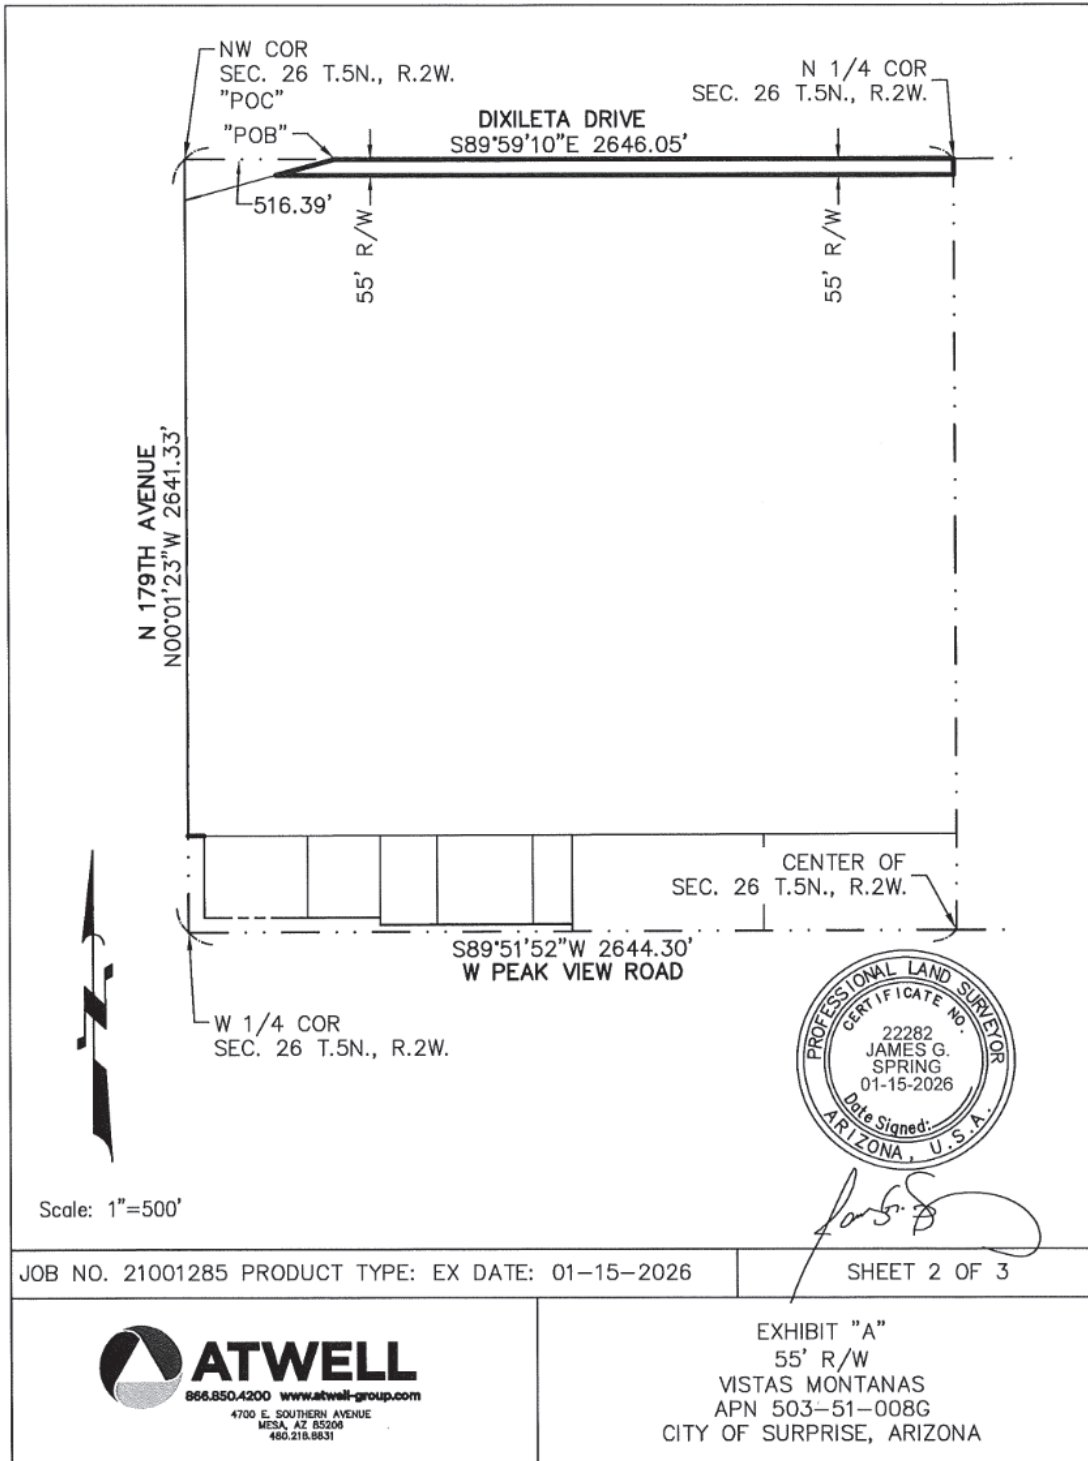 NW COR
SEC. 26 T.5N., R.2W.
"POC"
"POB"
N 1/4 COR
SEC. 26 T.5N., R.2W.
DIXILETA DRIVE
S89°59'10"E 2646.05'
516.39'
55' R/W
55' R/W
N 179TH AVENUE
N00°01'23"W 2641.33'
CENTER OF
SEC. 26 T.5N., R.2W.
S89°51'52"W 2644.30'
W PEAK VIEW ROAD
W 1/4 COR
SEC. 26 T.5N., R.2W.
PROFESSIONAL LAND SURVEYOR
CERTIFICATE NO.
22282
JAMES G.
SPRING
01-15-2026
Date Signed:
ARIZONA, U.S.A.
Scale: 1"=500'
JOB NO. 21001285 PRODUCT TYPE: EX DATE: 01-15-2026
SHEET 2 OF 3
ATWELL
866.850.4200 www.atwell-group.com
4700 E. SOUTHERN AVENUE
MESA, AZ 85206
480.218.8831
EXHIBIT "A"
55' R/W
VISTAS MONTANAS
APN 503-51-008G
CITY OF SURPRISE, ARIZONA